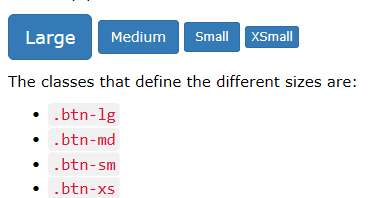 Large Medium Small XSmall
The classes that define the different sizes are:
.btn-lg
.btn-md
.btn-sm
.btn-xs